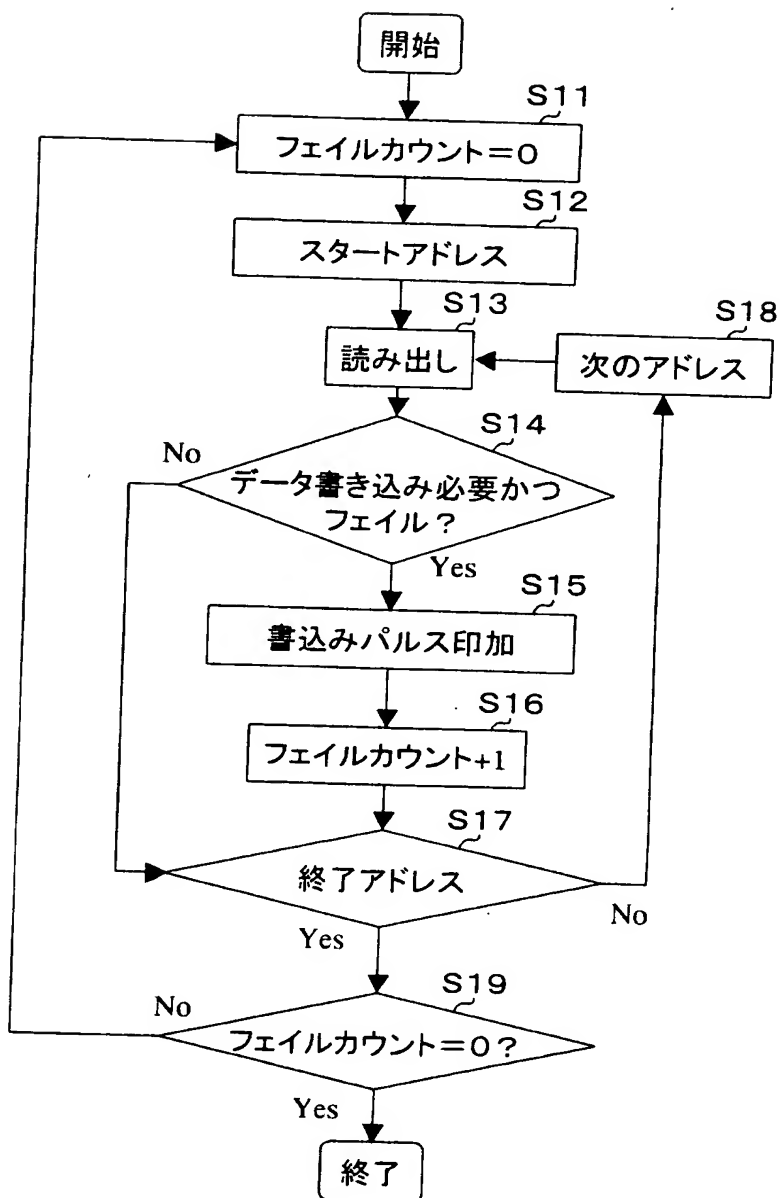 開始
S11
フェイルカウント=0
S12
スタートアドレス
S13
読み出し
S18
次のアドレス
S14
No
データ書き込み必要かつ
フェイル?
Yes
S15
書込みパルス印加
S16
フェイルカウント+1
S17
終了アドレス
No
Yes
S19
No
フェイルカウント=0?
Yes
終了